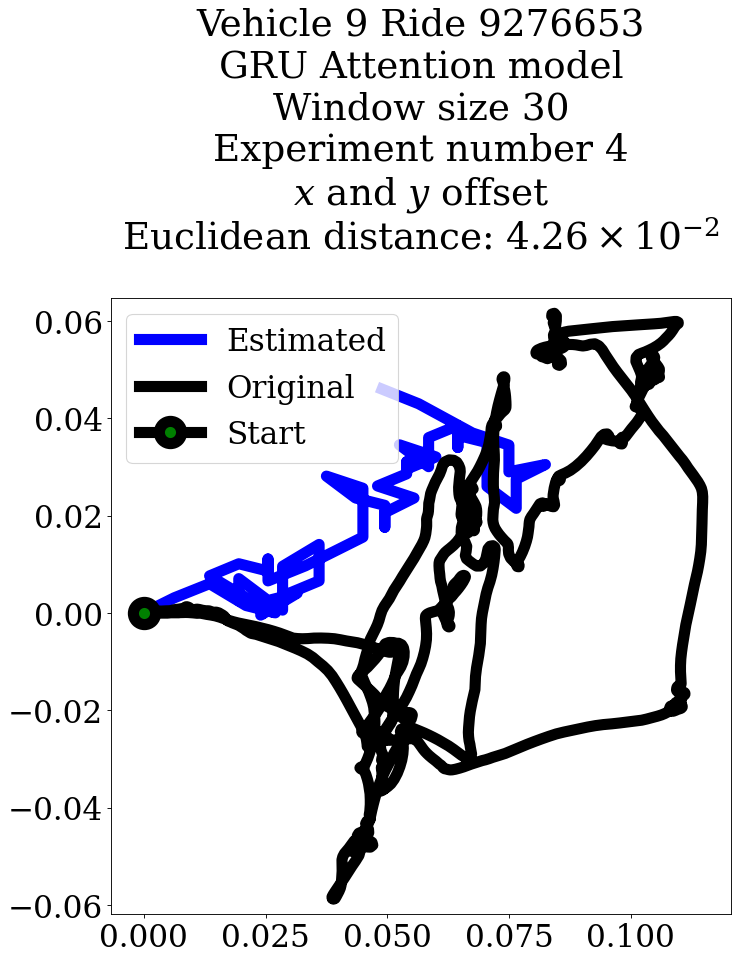 Vehicle 9 Ride 9276653
GRU Attention model
Window size 30
Experiment number 4
x and y offset
Euclidean distance: 4.26 × 10⁻²
Estimated
Original
Start
0.06
0.04
0.02
0.00
−0.02
−0.04
−0.06
0.000 0.025 0.050 0.075 0.100